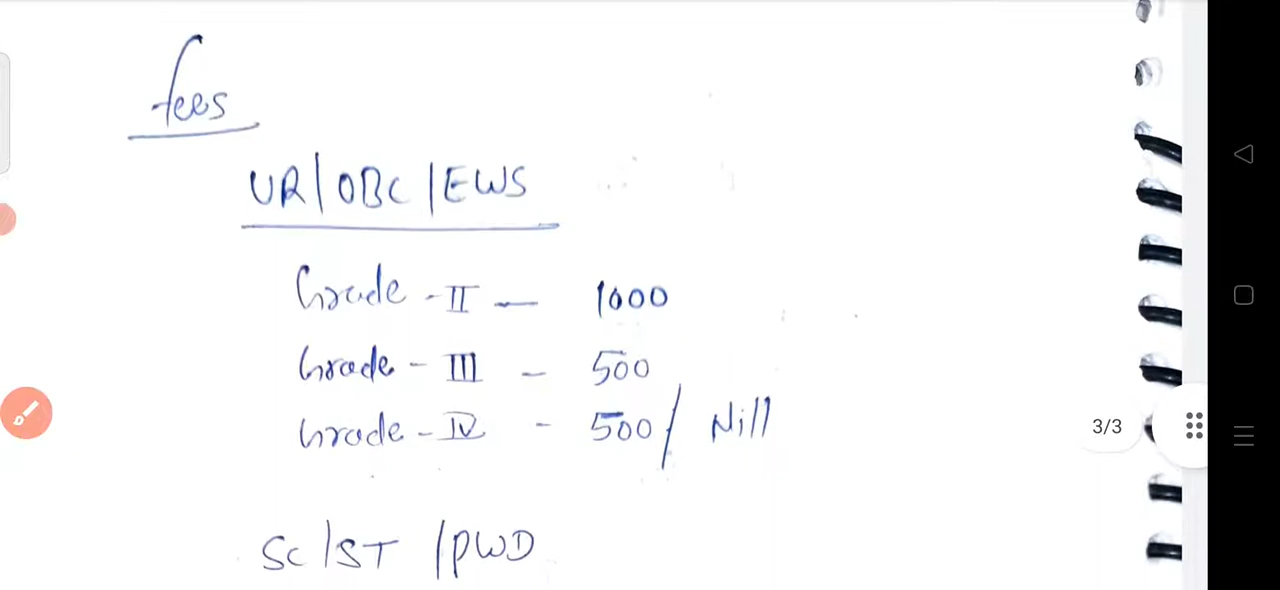 fees
UR/OBC/EWS
Grade - II - 1000
Grade - III - 500
Grade - IV - 500/Nill
3/3
SC/ST/PWD